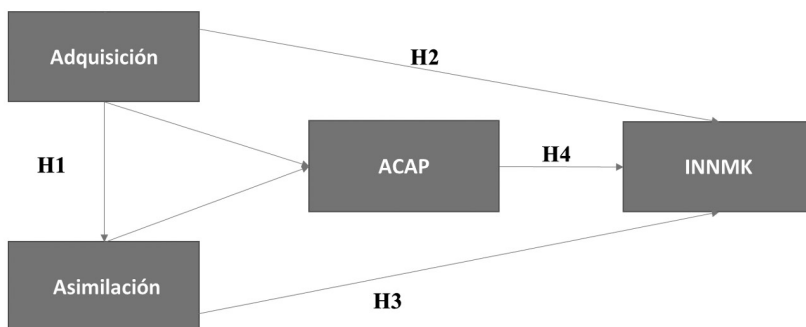 Adquisición
H2
H1
ACAP
H4
INNMK
Asimilación
H3